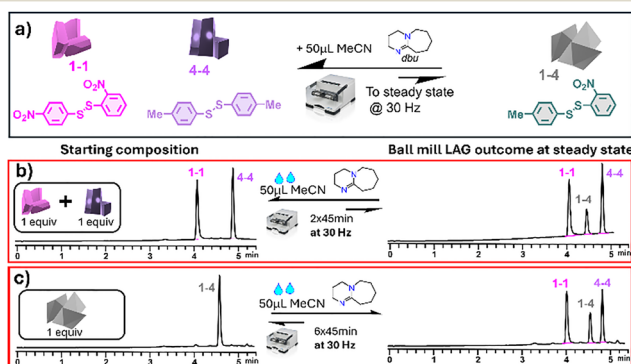 a)
1-1
4-4
+ 50µL MeCN
dbu
1-4
O₂N
NO₂
S
S
Me
S
S
Me
To steady state
@ 30 Hz
Me
S
S
NO₂
Starting composition
Ball mill LAG outcome at steady state
b)
1 equiv
+
1 equiv
1-1
4-4
50µL MeCN
2x45min
at 30 Hz
1-1
1-4
4-4
0 1 2 3 4 5 min
0 1 2 3 4 5 min
c)
1 equiv
1-4
50µL MeCN
6x45min
at 30 Hz
1-1
1-4
4-4
0 1 2 3 4 5 min
0 1 2 3 4 5 min